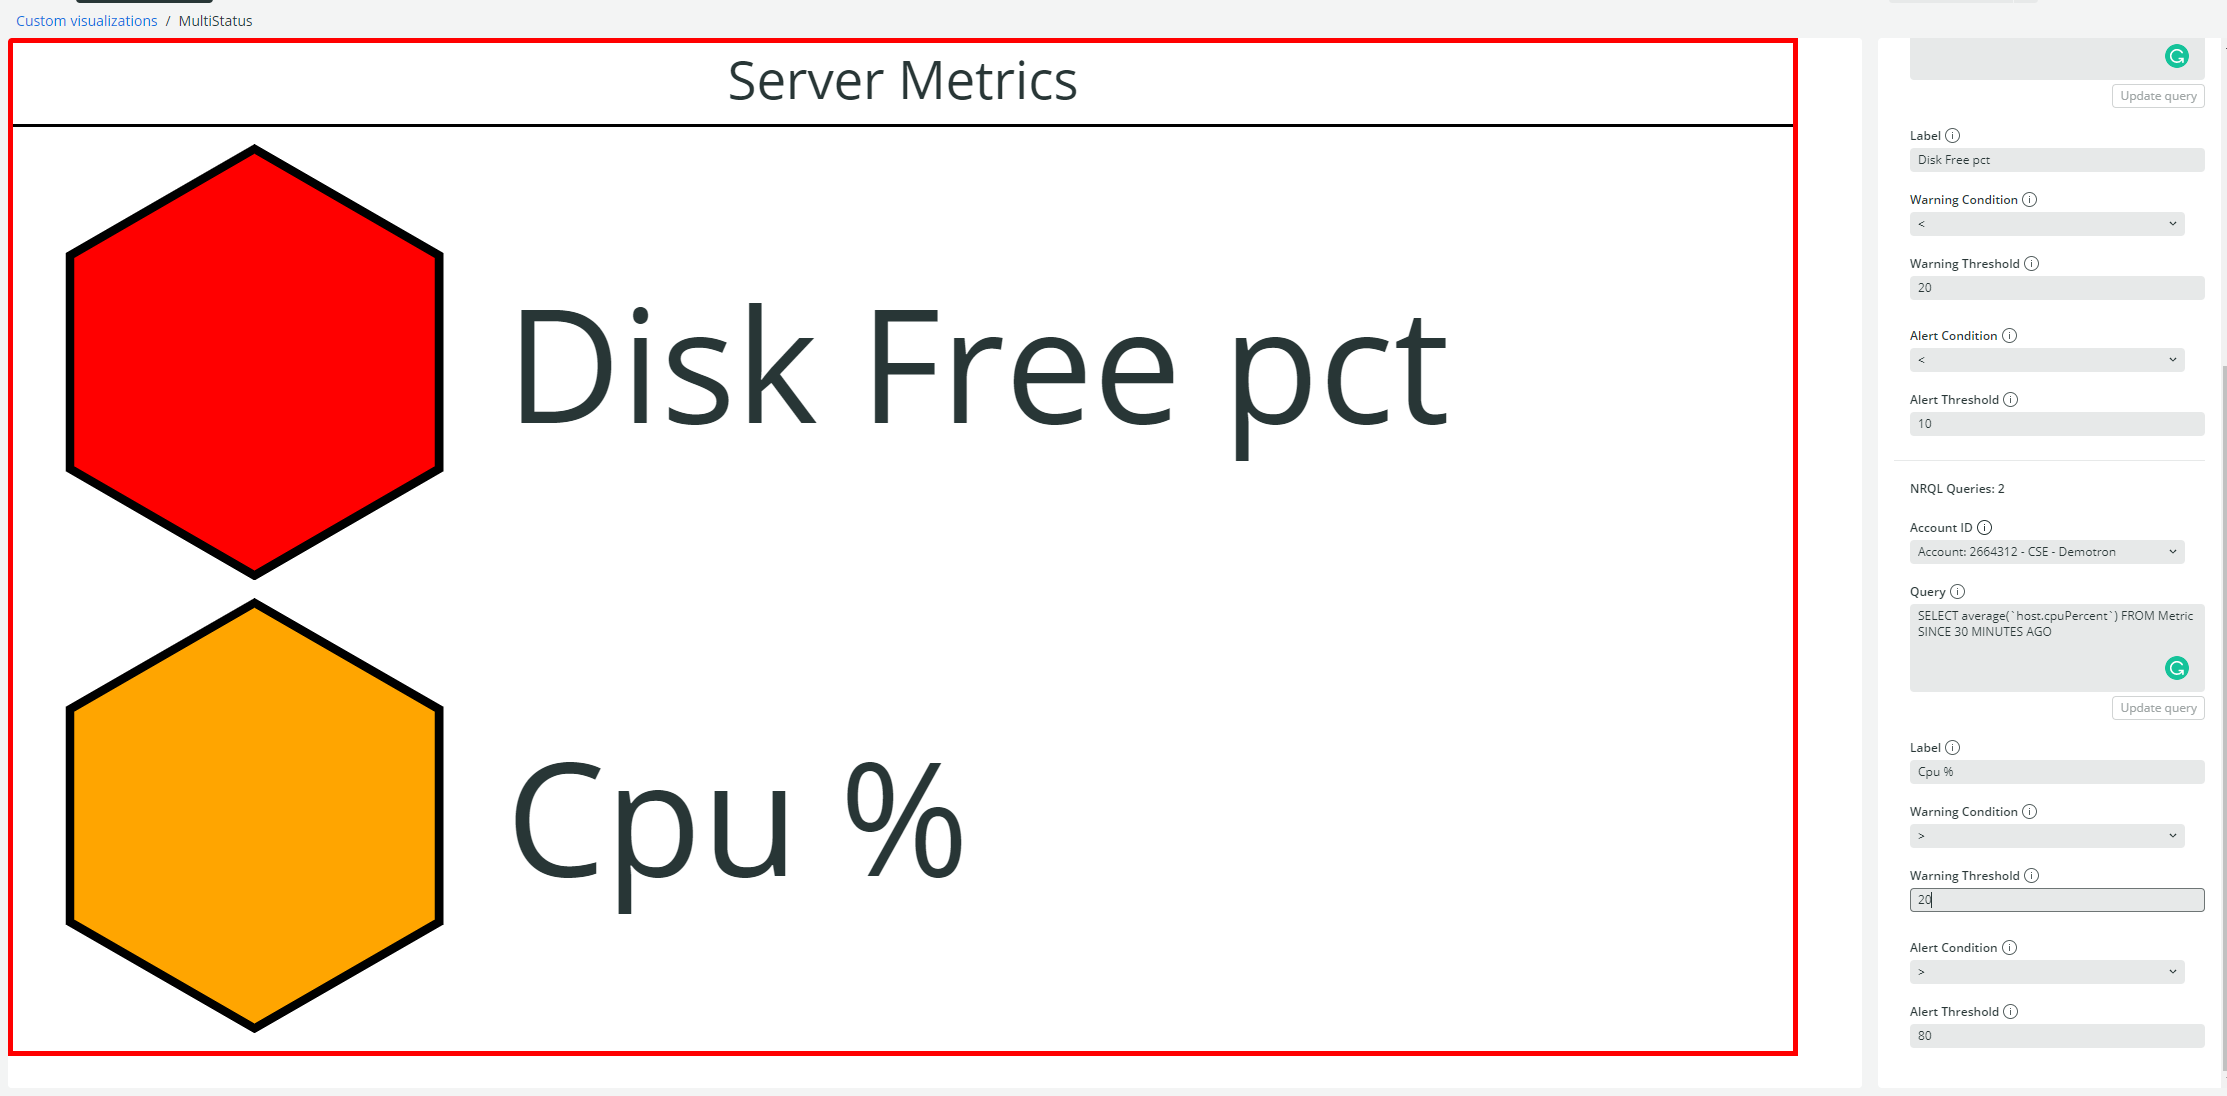 Custom visualizations / MultiStatus
Server Metrics
Disk Free pct
Cpu %
Update query
Label
Disk Free pct
Warning Condition
<
Warning Threshold
20
Alert Condition
<
Alert Threshold
10
NRQL Queries: 2
Account ID
Account: 2664312 - CSE - Demotron
Query
SELECT average(`host.cpuPercent`) FROM Metric
SINCE 30 MINUTES AGO
Update query
Label
Cpu %
Warning Condition
>
Warning Threshold
20
Alert Condition
>
Alert Threshold
80